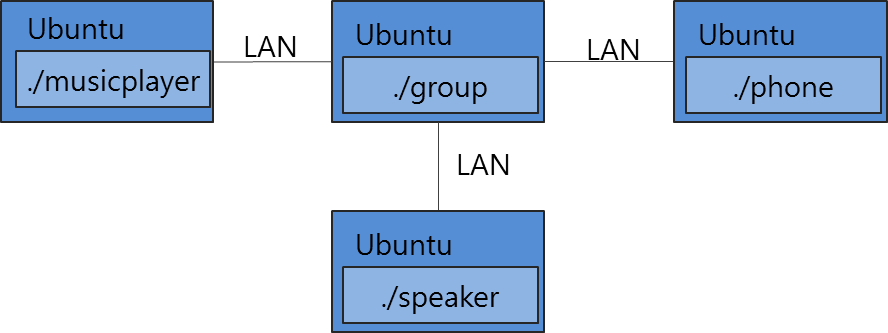 Ubuntu
./musicplayer
LAN
Ubuntu
./group
LAN
Ubuntu
./phone
LAN
Ubuntu
./speaker